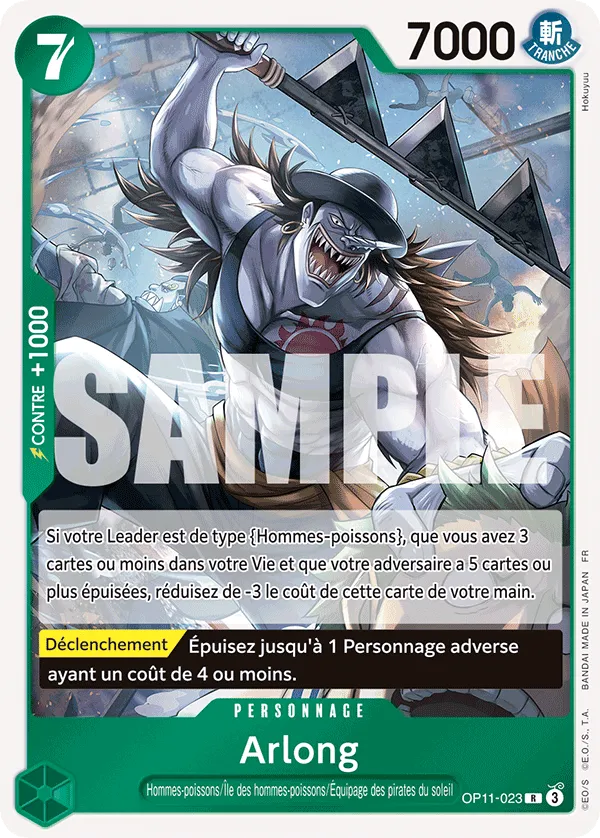 7
7000
斬
TRANCHE
Hokuyuu
CONTRE +1000
SAMPLE
Si votre Leader est de type {Hommes-poissons}, que vous avez 3
cartes ou moins dans votre Vie et que votre adversaire a 5 cartes ou
plus épuisées, réduisez de -3 le coût de cette carte de votre main.
Déclenchement Épuisez jusqu'à 1 Personnage adverse
ayant un coût de 4 ou moins.
PERSONNAGE
Arlong
Hommes-poissons/Île des hommes-poissons/Équipage des pirates du soleil
OP11-023 R 3
©EO/S ©E.O./S., T.A. BANDAI MADE IN JAPAN FR